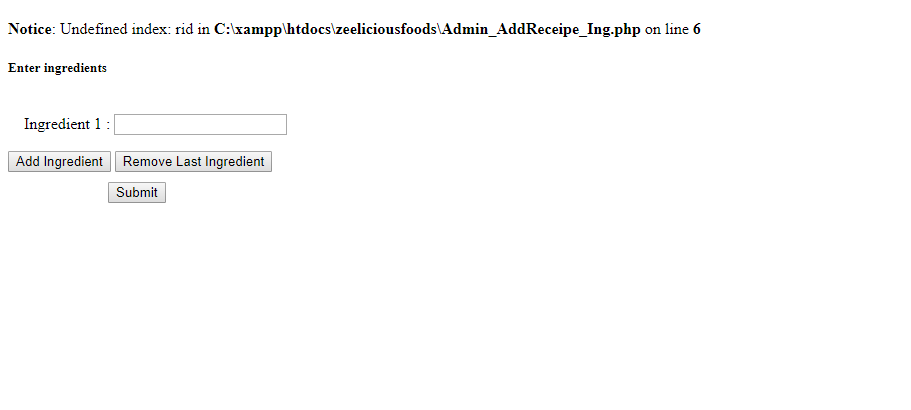 Notice: Undefined index: rid in C:\xampp\htdocs\zeeliciousfoods\Admin_AddReceipe_Ing.php on line 6
Enter ingredients
Ingredient 1 :
Add Ingredient Remove Last Ingredient
Submit